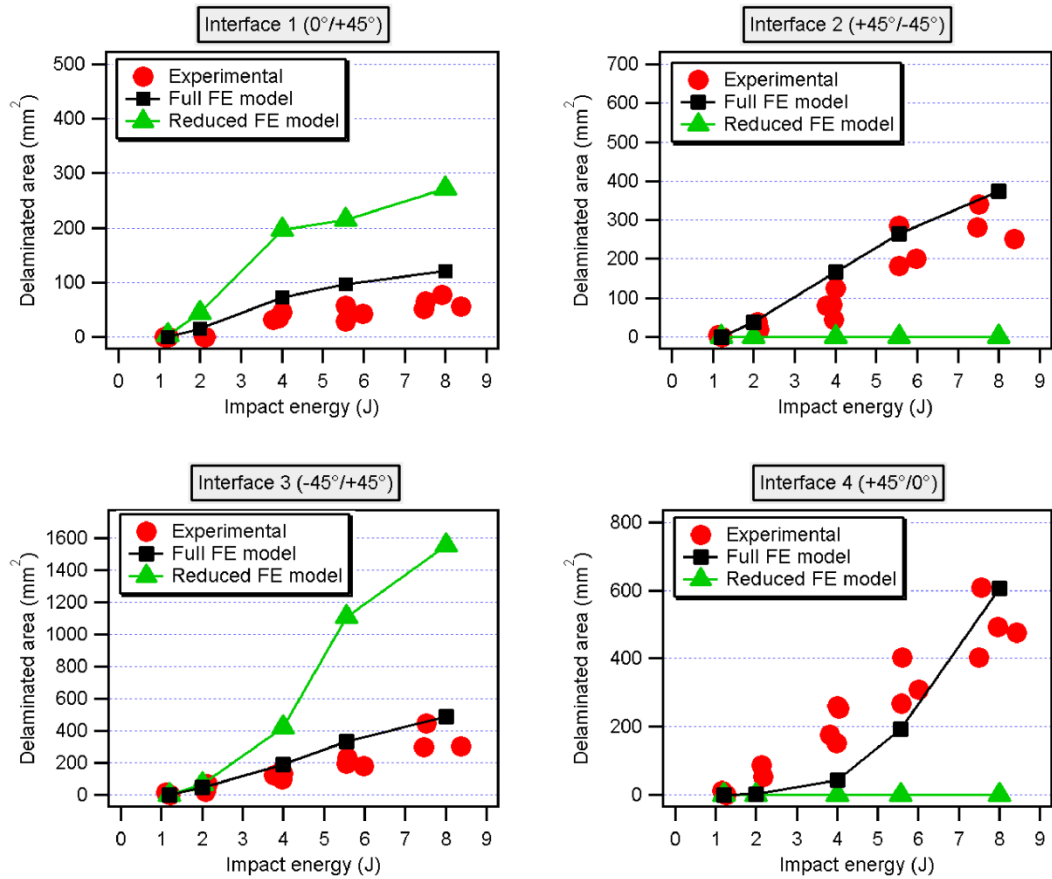 Interface 1 (0°/+45°)
500
400
300
200
100
0
Delaminated area (mm²)
Experimental
Full FE model
Reduced FE model
0 1 2 3 4 5 6 7 8 9
Impact energy (J)
Interface 2 (+45°/-45°)
700
600
500
400
300
200
100
0
Delaminated area (mm²)
Experimental
Full FE model
Reduced FE model
0 1 2 3 4 5 6 7 8 9
Impact energy (J)
Interface 3 (-45°/+45°)
1600
1400
1200
1000
800
600
400
200
0
Delaminated area (mm²)
Experimental
Full FE model
Reduced FE model
0 1 2 3 4 5 6 7 8 9
Impact energy (J)
Interface 4 (+45°/0°)
800
600
400
200
0
Delaminated area (mm²)
Experimental
Full FE model
Reduced FE model
0 1 2 3 4 5 6 7 8 9
Impact energy (J)